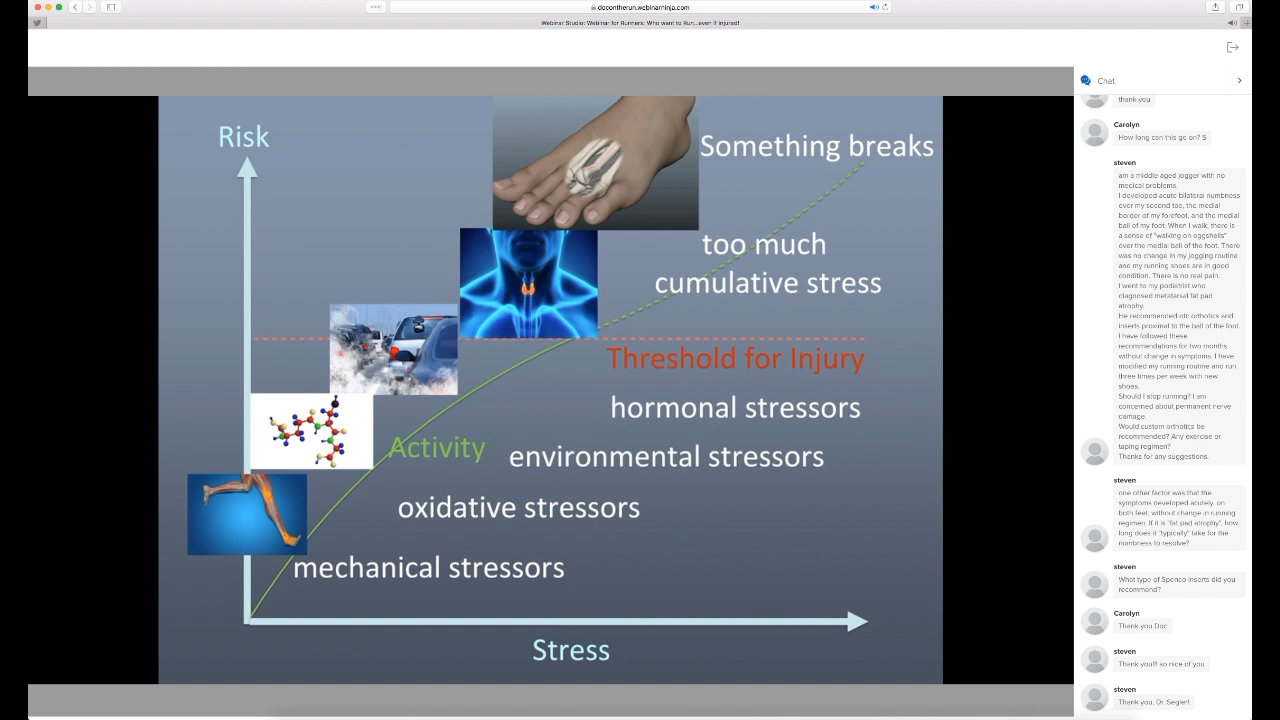 docontherun.webinarninja.com
Webinar Studio: Webinar for Runners: Who want to Run...even if injured!
Risk
Something breaks
too much
cumulative stress
Threshold for Injury
hormonal stressors
Activity
environmental stressors
oxidative stressors
mechanical stressors
Stress
Chat
thank you
Carolyn
How long can this go on? S
steven
am a middle aged jogger with no
medical problems.
I developed acute bilateral numbness
over my second toe, the medial
border of my forefoot, and the medial
ball of my foot. When I walk, there is
a sense of "walking on eggshells"
over the medial ball of the foot. There
was no change in my jogging routine
and my running shoes are in good
condition. There is no real pain.
I went to my podiatrist who
diagnosed metatarsal fat pad
atrophy.
He recommended otc orthotics and
inserts proximal to the ball of the foot.
I have followed these
recommendations for two months
without change in symptoms. I have
modified my running routine and run
three times per week with new
shoes.
Should I stop running? I am
concerned about permanent nerve
damage.
Would custom orthotics be
recommended? Any exercise or
taping regimen?
Thanks for any suggestions.
steven
one other factor was that the
symptoms developed acutely, on
both feet, without change in running
regimen. If it is "fat pad atrophy", how
long does it "typically" take for the
numbness to resolve?
steven
What type of Spenco inserts did you
recommend?
Carolyn
Thank you Doc
steven
Thank you!!! so nice of you
steven
Thank you, Dr. Segler!